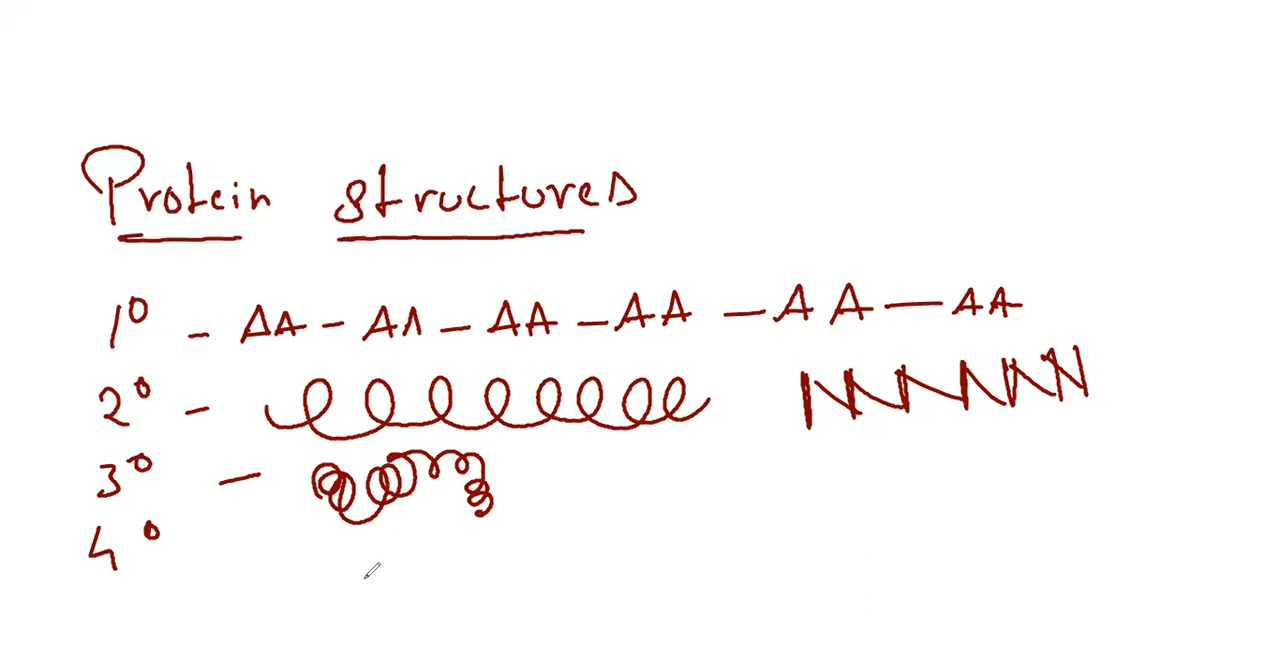 Protein structures
1° - AA - AA - AA - AA - AA - AA
2° -
3° -
4°